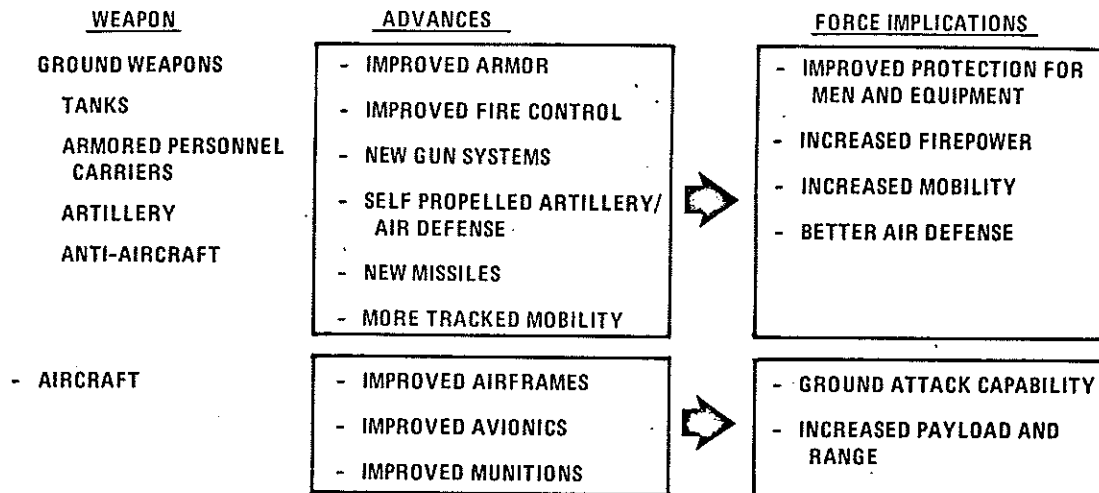 WEAPON
ADVANCES
FORCE IMPLICATIONS
GROUND WEAPONS
TANKS
ARMORED PERSONNEL
CARRIERS
ARTILLERY
ANTI-AIRCRAFT
- IMPROVED ARMOR
- IMPROVED FIRE CONTROL
- NEW GUN SYSTEMS
- SELF PROPELLED ARTILLERY/
AIR DEFENSE
- NEW MISSILES
- MORE TRACKED MOBILITY
- IMPROVED PROTECTION FOR
MEN AND EQUIPMENT
- INCREASED FIREPOWER
- INCREASED MOBILITY
- BETTER AIR DEFENSE
- AIRCRAFT
- IMPROVED AIRFRAMES
- IMPROVED AVIONICS
- IMPROVED MUNITIONS
- GROUND ATTACK CAPABILITY
- INCREASED PAYLOAD AND
RANGE